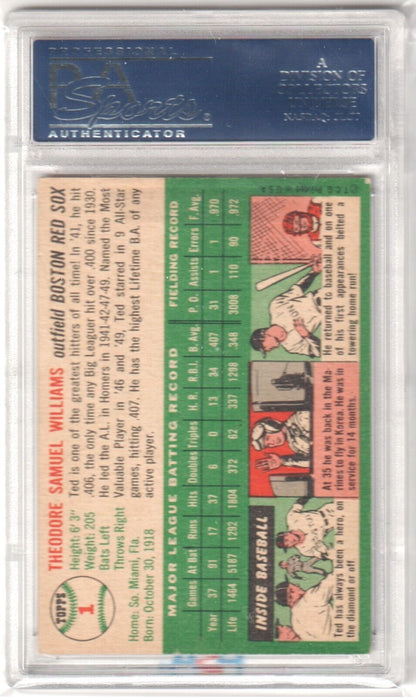 PROFESSIONAL
PSA
Sports
AUTHENTICATOR
A
DIVISION OF
COLLECTORS
UNIVERSE
NASDAQ: CLCT
TOPPS
1
THEODORE SAMUEL WILLIAMS outfield BOSTON RED SOX
Height: 6' 3"
Weight: 205
Bats Left
Throws Right
Home: So. Miami, Fla.
Born: October 30, 1918
Ted is one of the greatest hitters of all time! In '41, he hit
.406, the only time any Big Leaguer hit over .400 since 1930.
He led the A.L. in Homers in 1941-42-47-49. Named the Most
Valuable Player in '46 and '49, Ted starred in 9 All-Star
games, hitting .407. He has the highest Lifetime B.A. of any
active player.
MAJOR LEAGUE BATTING RECORD FIELDING RECORD
Games At Bat Runs Hits Doubles Triples H. R. R.B.I. B. Avg. P. O. Assists Errors F. Avg.
Year 37 91 17 37 6 0 13 34 .407 31 1 1 .970
Life 1464 5187 1292 1804 372 62 337 1298 .348 3008 110 90 .972
INSIDE BASEBALL
Ted has always been a hero, on
the diamond or off.
At 35 he was back in the Ma-
rines to fly in Korea. He was in
service for 14 months.
He returned to baseball and on one
of his first appearances belted a
towering home run!
© T.C.G. Printed in U.S.A.